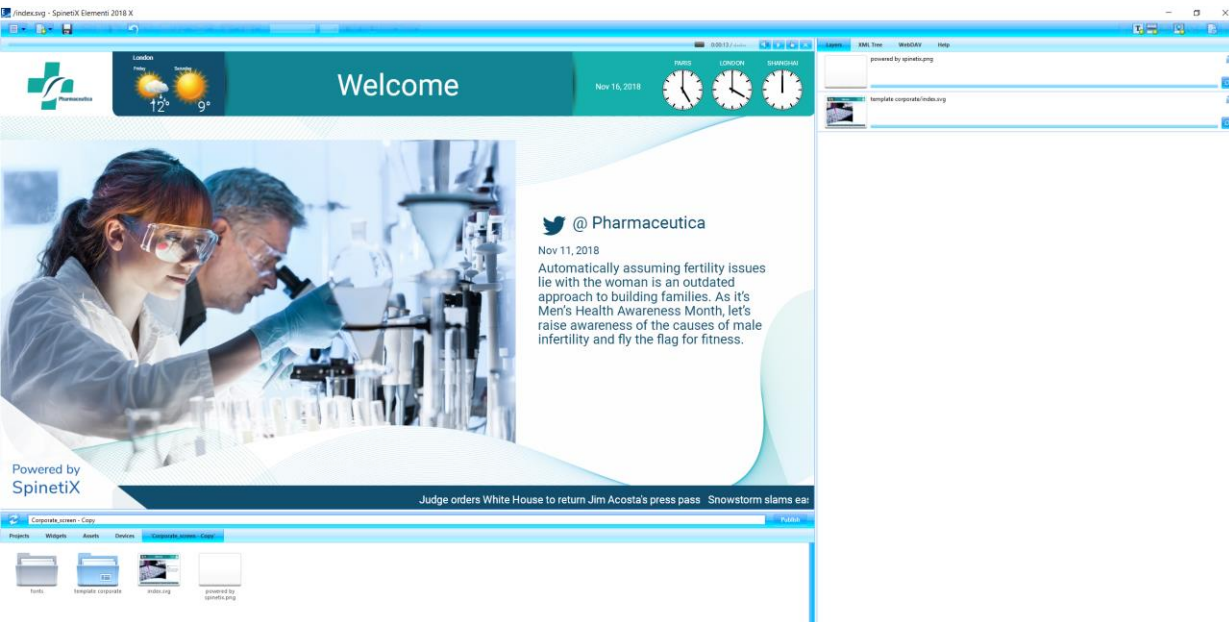 /index.svg - SpinetiX Elementi 2018 X
0:00:13 /
Layers XML Tree WebDAV Help
powered by spinetix.png
template corporate/index.svg
Pharmaceutica
London
Friday Saturday
12° 9°
Welcome
Nov 16, 2018
PARIS LONDON SHANGHAI
@ Pharmaceutica
Nov 11, 2018
Automatically assuming fertility issues
lie with the woman is an outdated
approach to building families. As it's
Men's Health Awareness Month, let's
raise awareness of the causes of male
infertility and fly the flag for fitness.
Powered by
SpinetiX
Judge orders White House to return Jim Acosta's press pass Snowstorm slams eas
Corporate_screen - Copy
Publish
Projects Widgets Assets Devices 'Corporate_screen - Copy'
fonts
template corporate
index.svg
powered by
spinetix.png